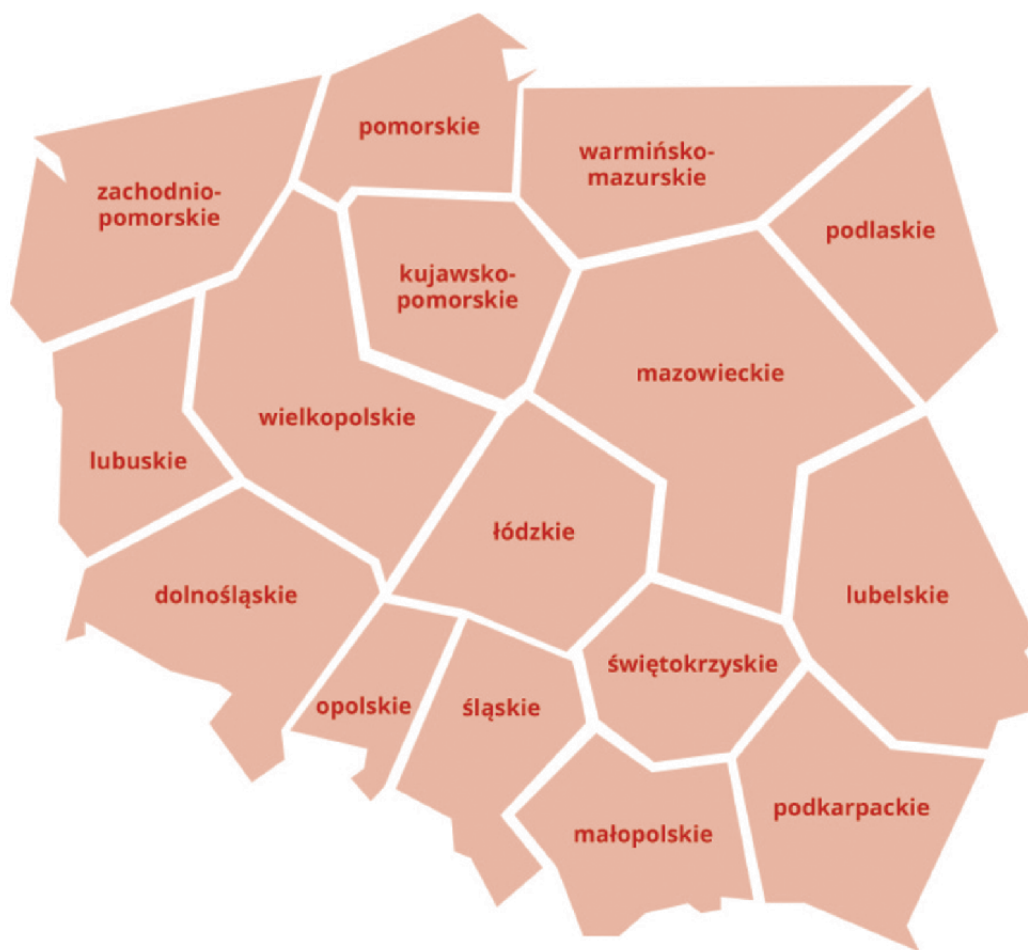 pomorskie
warmińsko-
mazurskie
zachodnio-
pomorskie
podlaskie
kujawsko-
pomorskie
mazowieckie
wielkopolskie
lubuskie
łódzkie
dolnośląskie
lubelskie
świętokrzyskie
opolskie
śląskie
podkarpackie
małopolskie